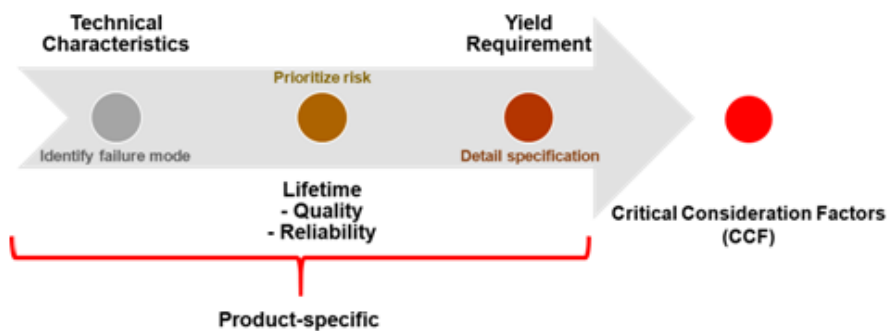 Technical
Characteristics
Yield
Requirement
Prioritize risk
Identify failure mode
Detail specification
Lifetime
- Quality
- Reliability
Critical Consideration Factors
(CCF)
Product-specific